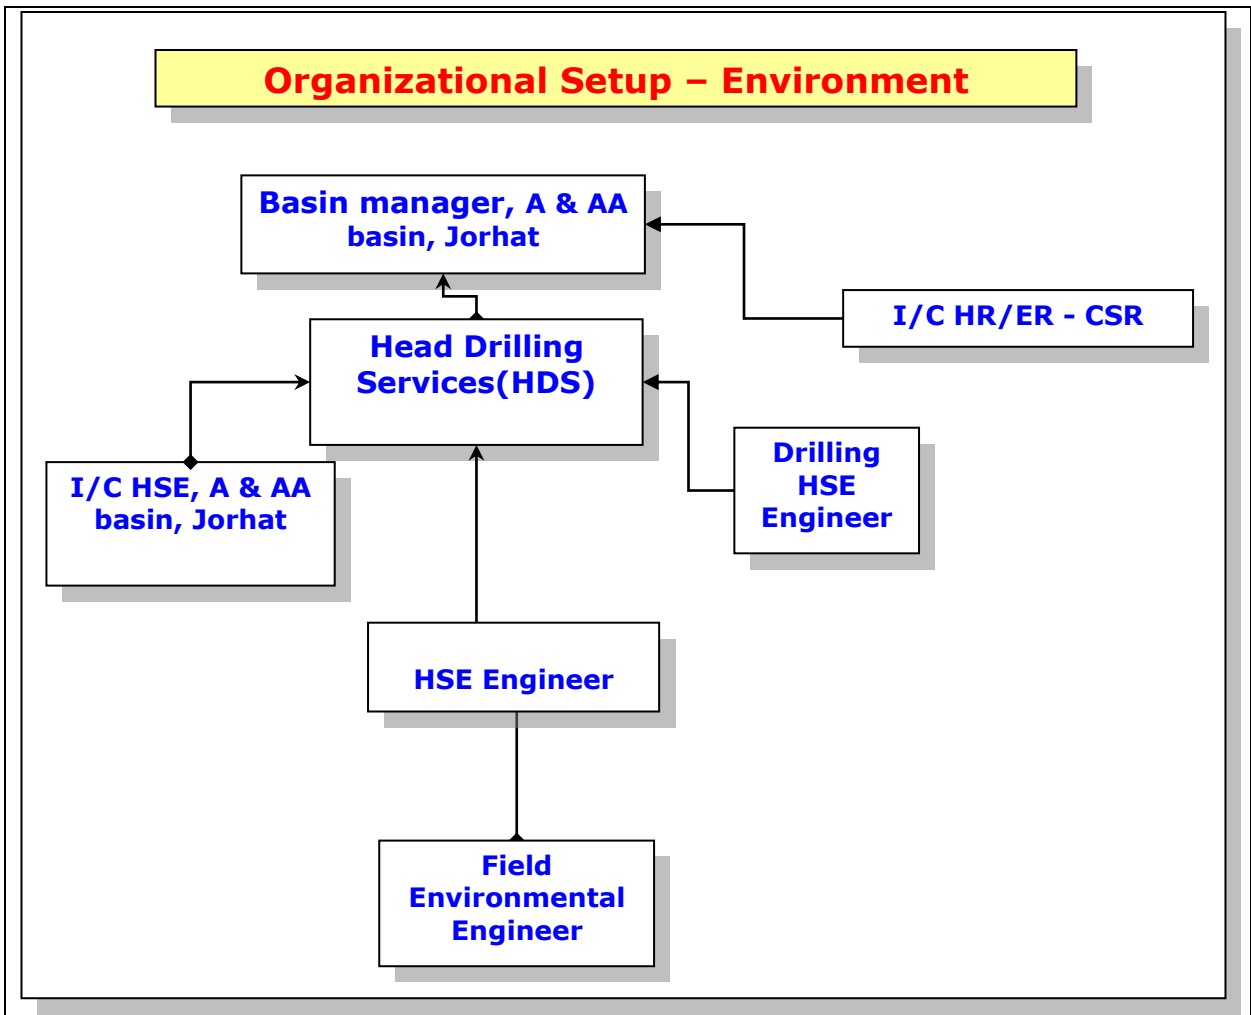 Organizational Setup – Environment
Basin manager, A & AA
basin, Jorhat
I/C HR/ER - CSR
Head Drilling
Services(HDS)
I/C HSE, A & AA
basin, Jorhat
Drilling
HSE
Engineer
HSE Engineer
Field
Environmental
Engineer